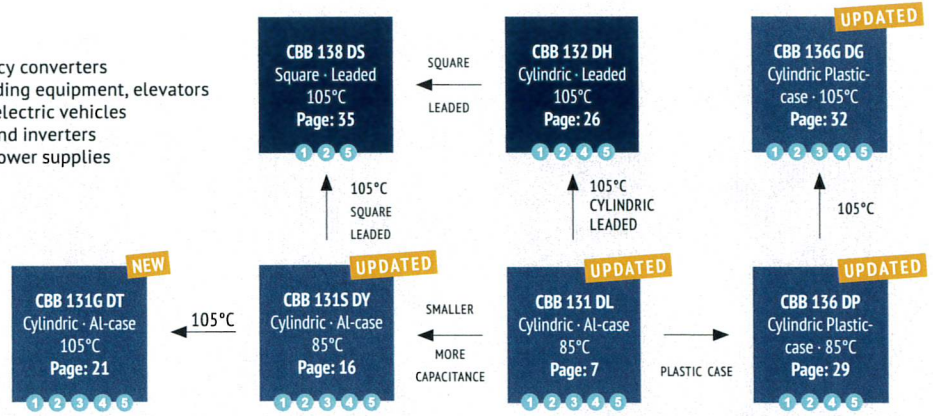 UPDATED
cy converters
ding equipment, elevators
electric vehicles
nd inverters
ower supplies
CBB 138 DS
Square · Leaded
105°C
Page: 35
1 2 5
SQUARE
LEADED
CBB 132 DH
Cylindric · Leaded
105°C
Page: 26
1 2 4 5
CBB 136G DG
Cylindric Plastic-
case · 105°C
Page: 32
1 2 3 4 5
105°C
SQUARE
LEADED
105°C
CYLINDRIC
LEADED
105°C
NEW
CBB 131G DT
Cylindric · Al-case
105°C
Page: 21
1 2 3 4 5
105°C
UPDATED
CBB 131S DY
Cylindric · Al-case
85°C
Page: 16
1 2 3 4 5
SMALLER
MORE
CAPACITANCE
UPDATED
CBB 131 DL
Cylindric · Al-case
85°C
Page: 7
1 2 3 4 5
PLASTIC CASE
UPDATED
CBB 136 DP
Cylindric Plastic-
case · 85°C
Page: 29
1 2 4 5